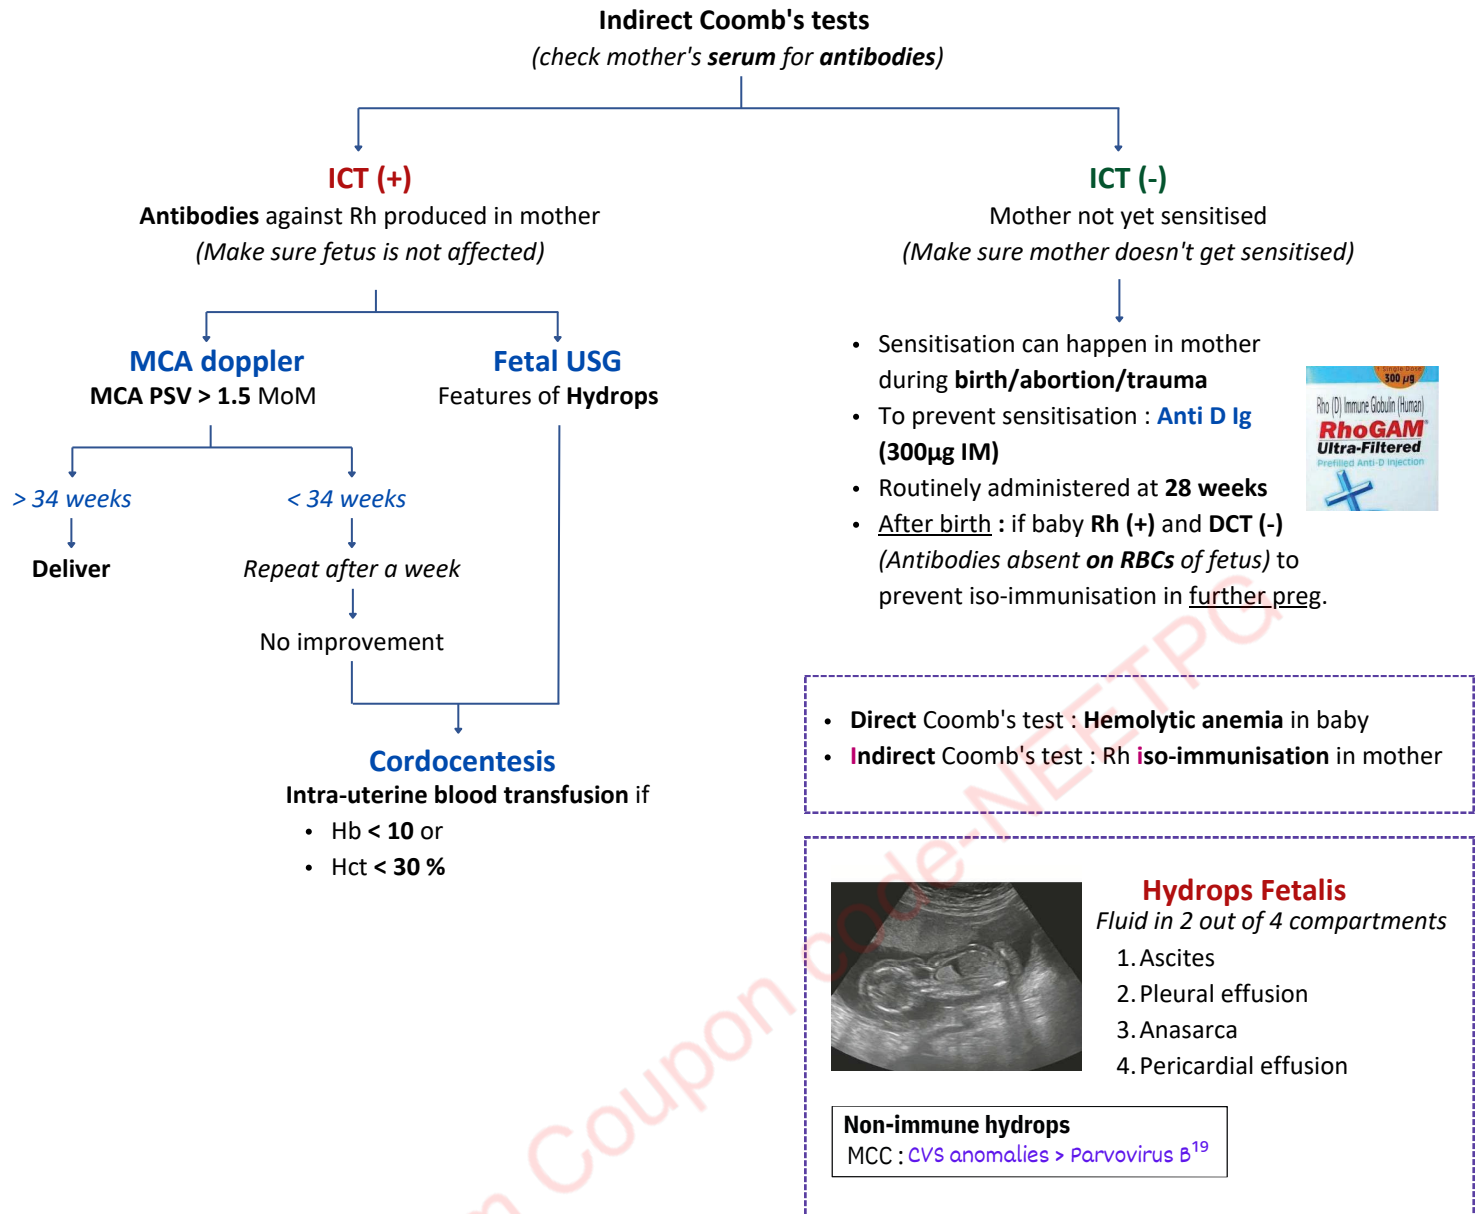 Indirect Coomb's tests
(check mother's serum for antibodies)
ICT (+)
Antibodies against Rh produced in mother
(Make sure fetus is not affected)
MCA doppler
MCA PSV > 1.5 MoM
Fetal USG
Features of Hydrops
> 34 weeks
< 34 weeks
Deliver
Repeat after a week
No improvement
Cordocentesis
Intra-uterine blood transfusion if
• Hb < 10 or
• Hct < 30 %
ICT (-)
Mother not yet sensitised
(Make sure mother doesn't get sensitised)
• Sensitisation can happen in mother
during birth/abortion/trauma
• To prevent sensitisation : Anti D Ig
(300µg IM)
• Routinely administered at 28 weeks
• After birth : if baby Rh (+) and DCT (-)
(Antibodies absent on RBCs of fetus) to
prevent iso-immunisation in further preg.
1 Single Dose
300 µg
Rho (D) Immune Globulin (Human)
RhoGAM®
Ultra-Filtered
Prefilled Anti-D Injection
• Direct Coomb's test : Hemolytic anemia in baby
• Indirect Coomb's test : Rh iso-immunisation in mother
Hydrops Fetalis
Fluid in 2 out of 4 compartments
1. Ascites
2. Pleural effusion
3. Anasarca
4. Pericardial effusion
Non-immune hydrops
MCC : CVS anomalies > Parvovirus B¹⁹
Coupon code-NEETPG